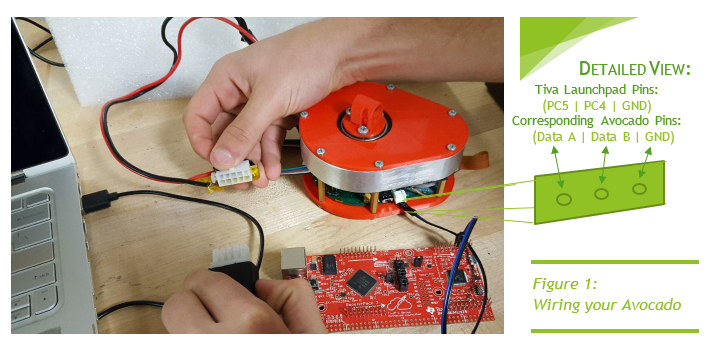 DETAILED VIEW:
Tiva Launchpad Pins:
(PC5 | PC4 | GND)
Corresponding Avocado Pins:
(Data A | Data B | GND)
Figure 1:
Wiring your Avocado